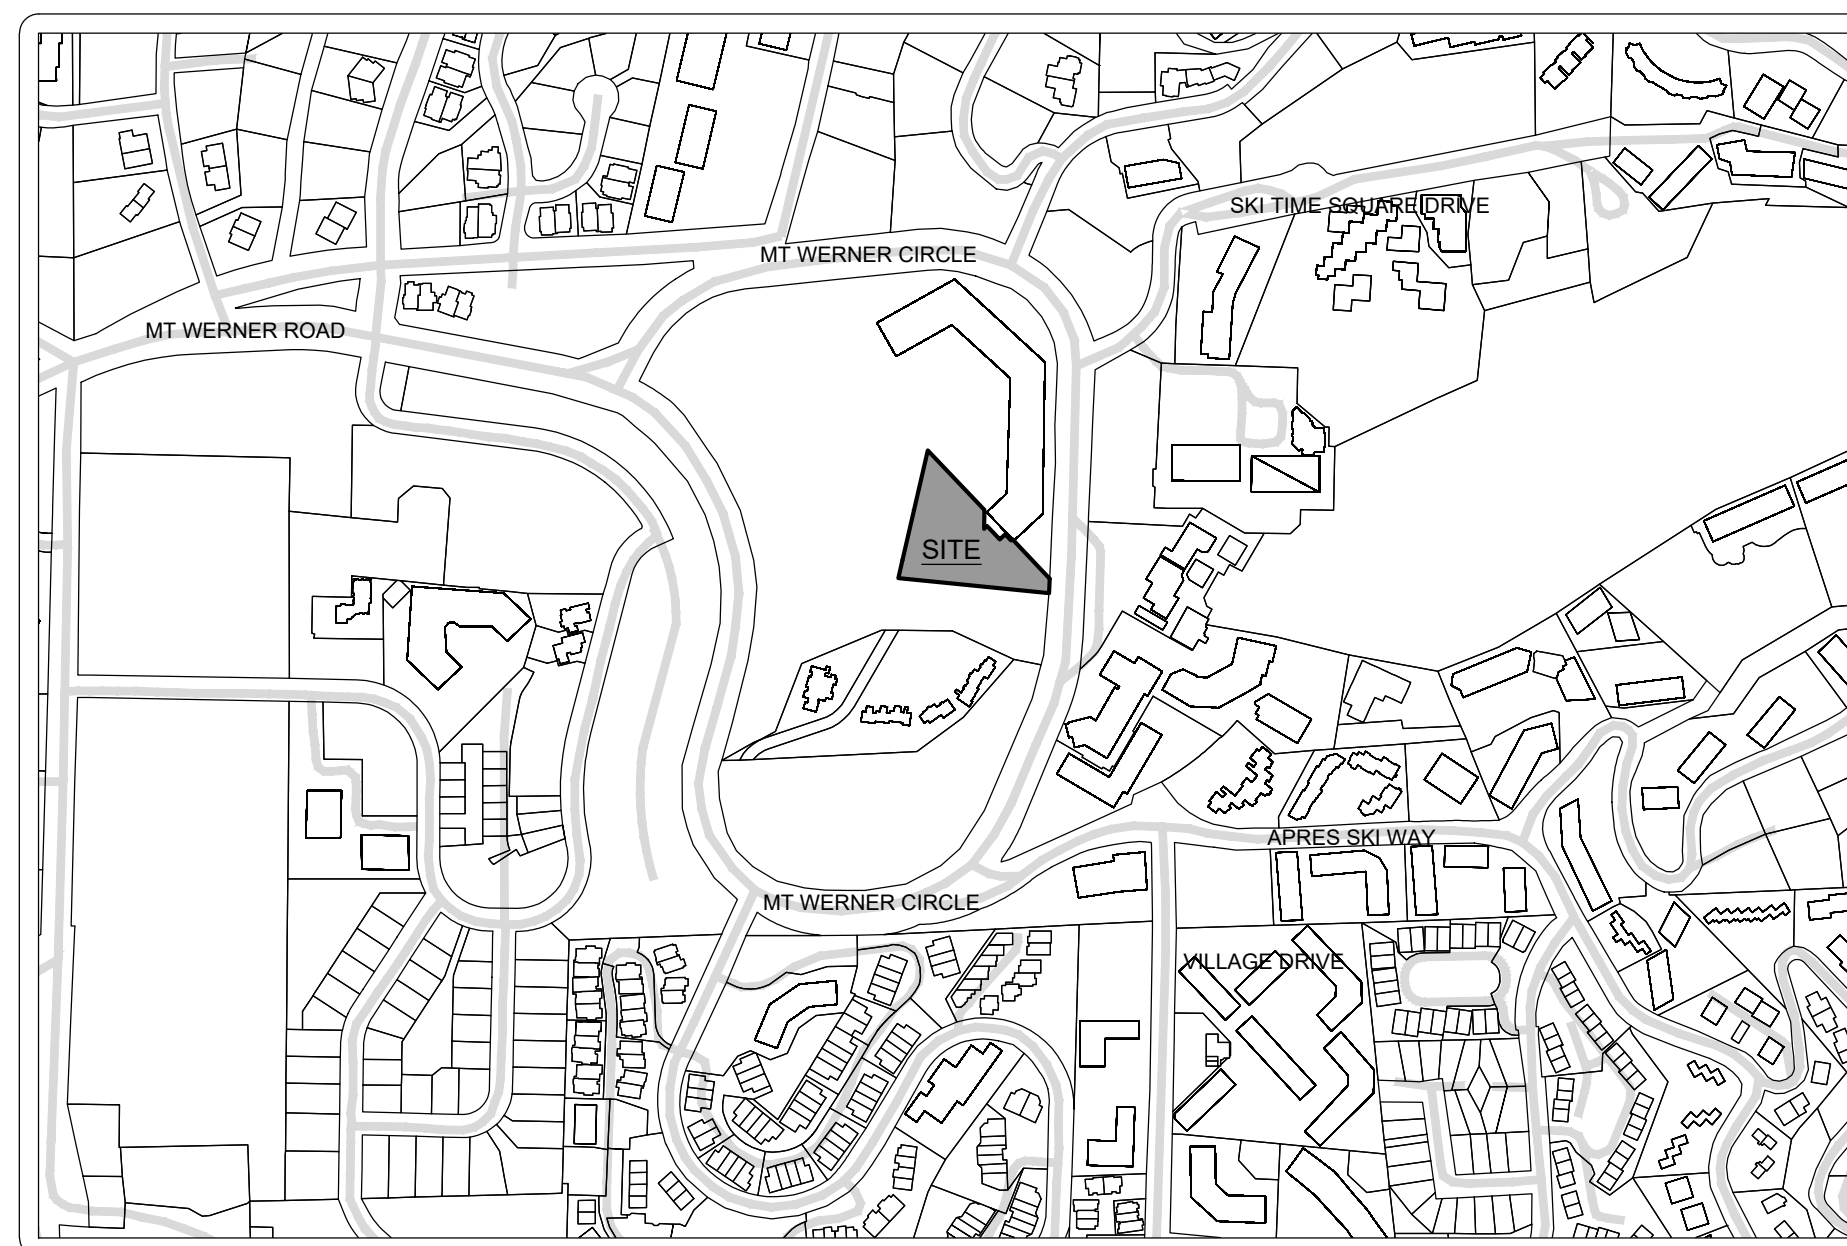 SKI TIME SQUARE DRIVE
MT WERNER CIRCLE
MT WERNER ROAD
SITE
APRES SKI WAY
MT WERNER CIRCLE
VILLAGE DRIVE